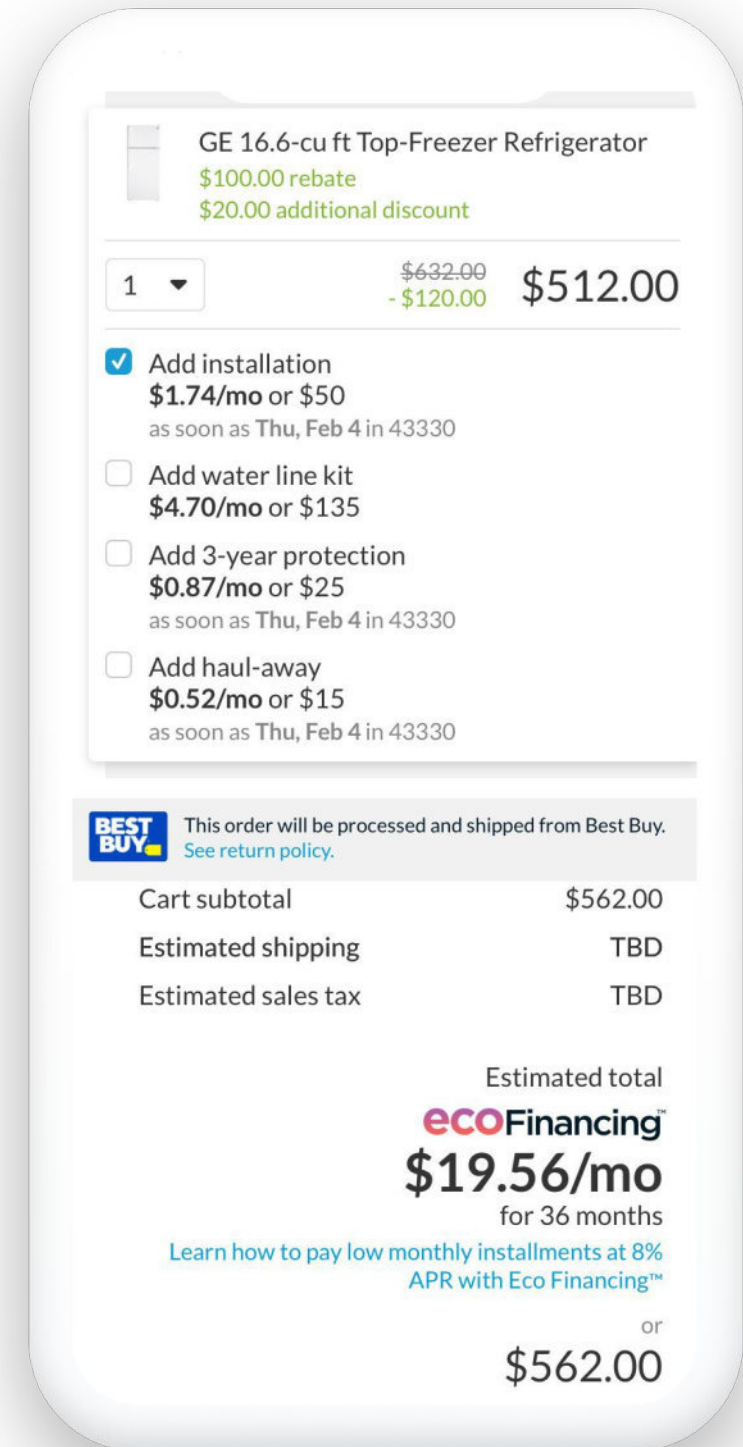 GE 16.6-cu ft Top-Freezer Refrigerator
$100.00 rebate
$20.00 additional discount
1
$632.00
- $120.00
$512.00
Add installation
$1.74/mo or $50
as soon as Thu, Feb 4 in 43330
Add water line kit
$4.70/mo or $135
Add 3-year protection
$0.87/mo or $25
as soon as Thu, Feb 4 in 43330
Add haul-away
$0.52/mo or $15
as soon as Thu, Feb 4 in 43330
BEST
BUY
This order will be processed and shipped from Best Buy.
See return policy.
Cart subtotal $562.00
Estimated shipping TBD
Estimated sales tax TBD
Estimated total
ecoFinancing™
$19.56/mo
for 36 months
Learn how to pay low monthly installments at 8%
APR with Eco Financing™
or
$562.00